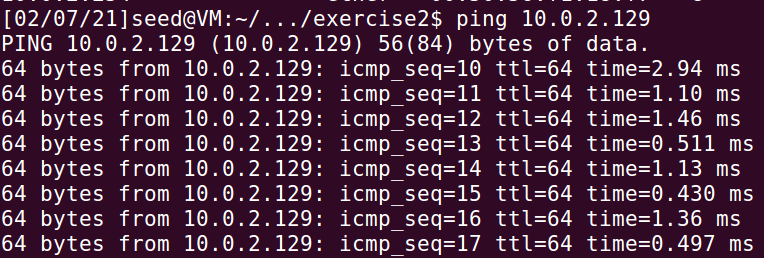 [02/07/21]seed@VM:~/.../exercise2$ ping 10.0.2.129
PING 10.0.2.129 (10.0.2.129) 56(84) bytes of data.
64 bytes from 10.0.2.129: icmp_seq=10 ttl=64 time=2.94 ms
64 bytes from 10.0.2.129: icmp_seq=11 ttl=64 time=1.10 ms
64 bytes from 10.0.2.129: icmp_seq=12 ttl=64 time=1.46 ms
64 bytes from 10.0.2.129: icmp_seq=13 ttl=64 time=0.511 ms
64 bytes from 10.0.2.129: icmp_seq=14 ttl=64 time=1.13 ms
64 bytes from 10.0.2.129: icmp_seq=15 ttl=64 time=0.430 ms
64 bytes from 10.0.2.129: icmp_seq=16 ttl=64 time=1.36 ms
64 bytes from 10.0.2.129: icmp_seq=17 ttl=64 time=0.497 ms